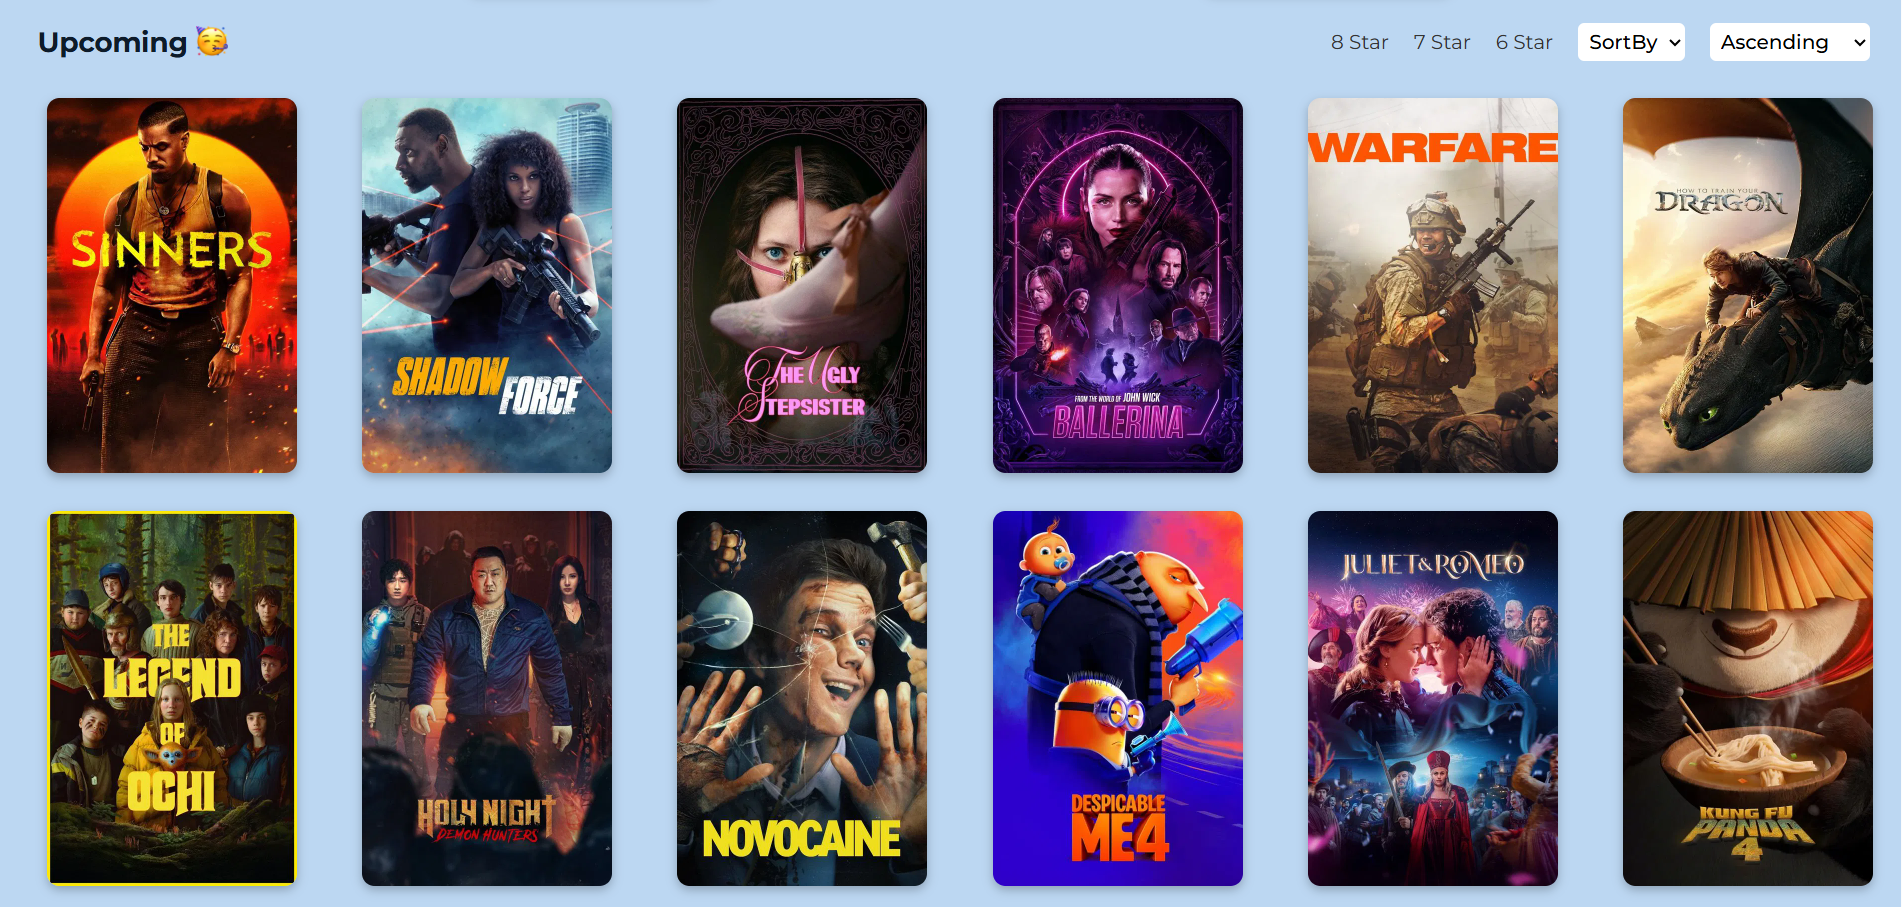 Upcoming 🥳
8 Star 7 Star 6 Star SortBy Ascending
SINNERS
SHADOW
FORCE
THE UGLY
STEPSISTER
FROM THE WORLD OF JOHN WICK
BALLERINA
WARFARE
HOW TO TRAIN YOUR
DRAGON
THE
LEGEND
OF
OCHI
HOLY NIGHT
DEMON HUNTERS
NOVOCAINE
DESPICABLE
ME4
JULIET & ROMEO
KUNG FU
PANDA
4